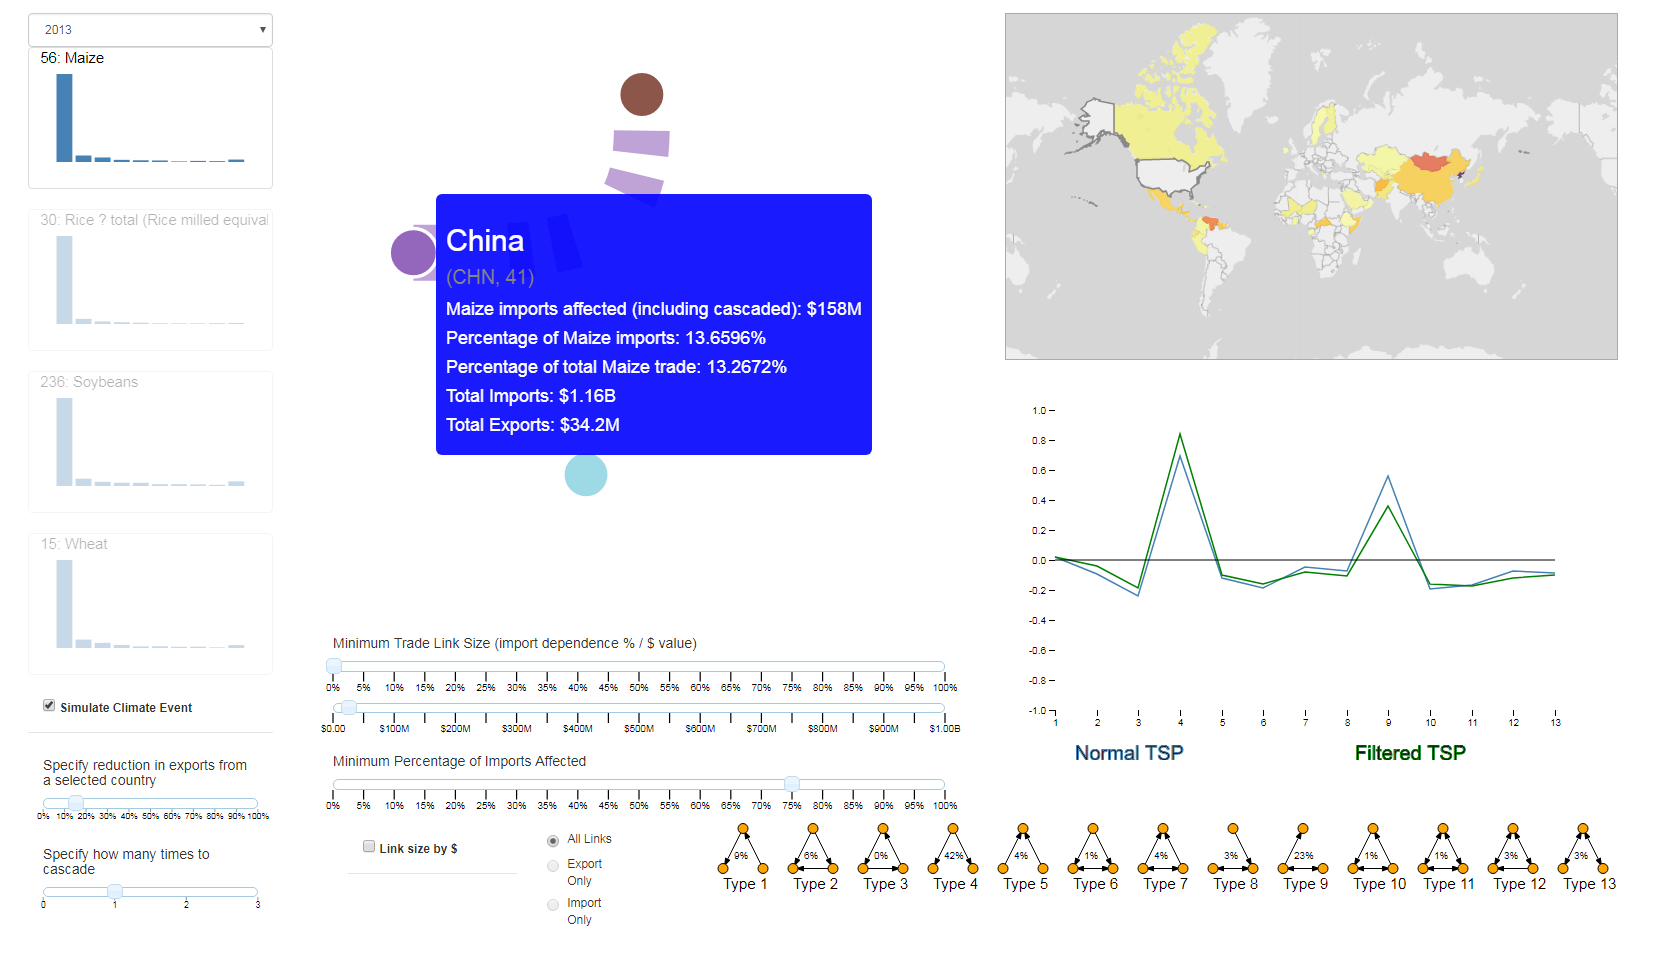 2013
56: Maize
30: Rice ? total (Rice milled equival
236: Soybeans
15: Wheat
Simulate Climate Event
Specify reduction in exports from
a selected country
0% 10% 20% 30% 40% 50% 60% 70% 80% 90% 100%
Specify how many times to
cascade
0 1 2 3
China
(CHN, 41)
Maize imports affected (including cascaded): $158M
Percentage of Maize imports: 13.6596%
Percentage of total Maize trade: 13.2672%
Total Imports: $1.16B
Total Exports: $34.2M
Minimum Trade Link Size (import dependence % / $ value)
0% 5% 10% 15% 20% 25% 30% 35% 40% 45% 50% 55% 60% 65% 70% 75% 80% 85% 90% 95% 100%
$0.00 $100M $200M $300M $400M $500M $600M $700M $800M $900M $1.00B
Minimum Percentage of Imports Affected
0% 5% 10% 15% 20% 25% 30% 35% 40% 45% 50% 55% 60% 65% 70% 75% 80% 85% 90% 95% 100%
Link size by $
All Links
Export
Only
Import
Only
1.0
0.8
0.6
0.4
0.2
0.0
-0.2
-0.4
-0.6
-0.8
-1.0
1 2 3 4 5 6 7 8 9 10 11 12 13
Normal TSP
Filtered TSP
9% 6% 0% 42% 4% 1% 4% 3% 23% 1% 1% 3% 3%
Type 1 Type 2 Type 3 Type 4 Type 5 Type 6 Type 7 Type 8 Type 9 Type 10 Type 11 Type 12 Type 13